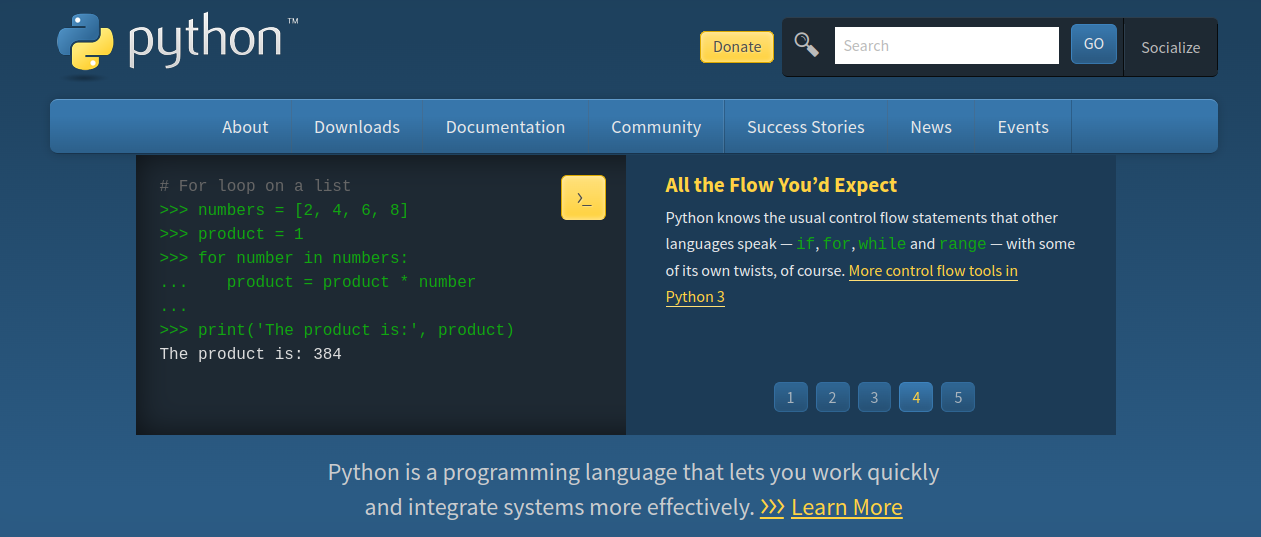 python™
Donate
Search
GO
Socialize
About Downloads Documentation Community Success Stories News Events
# For loop on a list
>>> numbers = [2, 4, 6, 8]
>>> product = 1
>>> for number in numbers:
...    product = product * number
...
>>> print('The product is:', product)
The product is: 384
>_
All the Flow You’d Expect
Python knows the usual control flow statements that other
languages speak — if, for, while and range — with some
of its own twists, of course. More control flow tools in
Python 3
1 2 3 4 5
Python is a programming language that lets you work quickly
and integrate systems more effectively. >>> Learn More